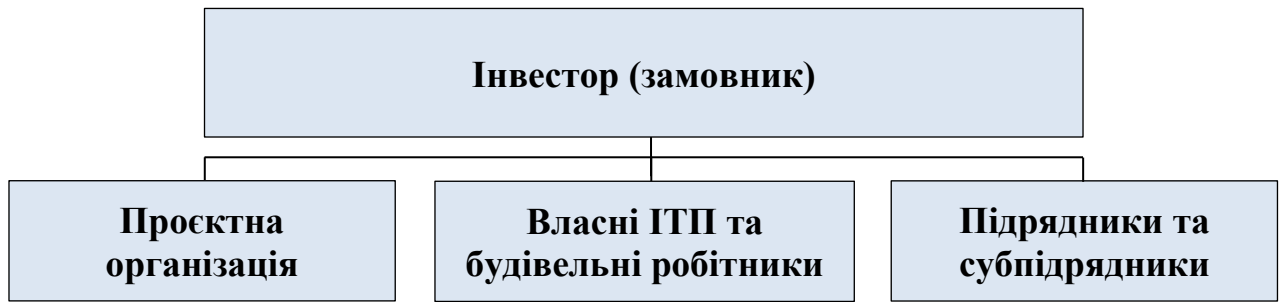 Інвестор (замовник)
Проєктна
організація
Власні ІТП та
будівельні робітники
Підрядники та
субпідрядники